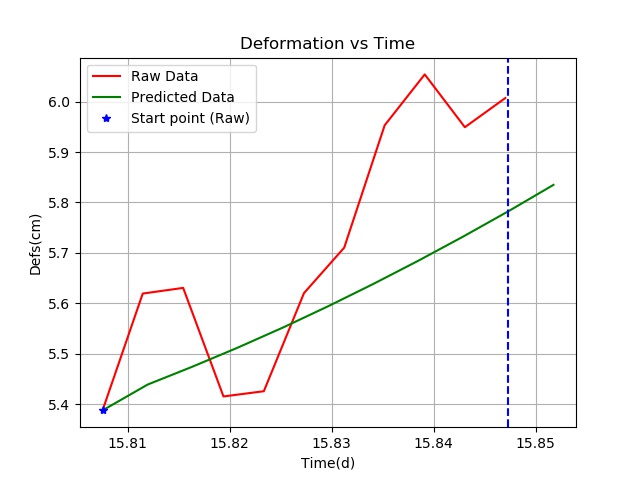 Deformation vs Time
Raw Data
Predicted Data
Start point (Raw)
6.0
5.9
5.8
5.7
5.6
5.5
5.4
Defs(cm)
15.81 15.82 15.83 15.84 15.85
Time(d)